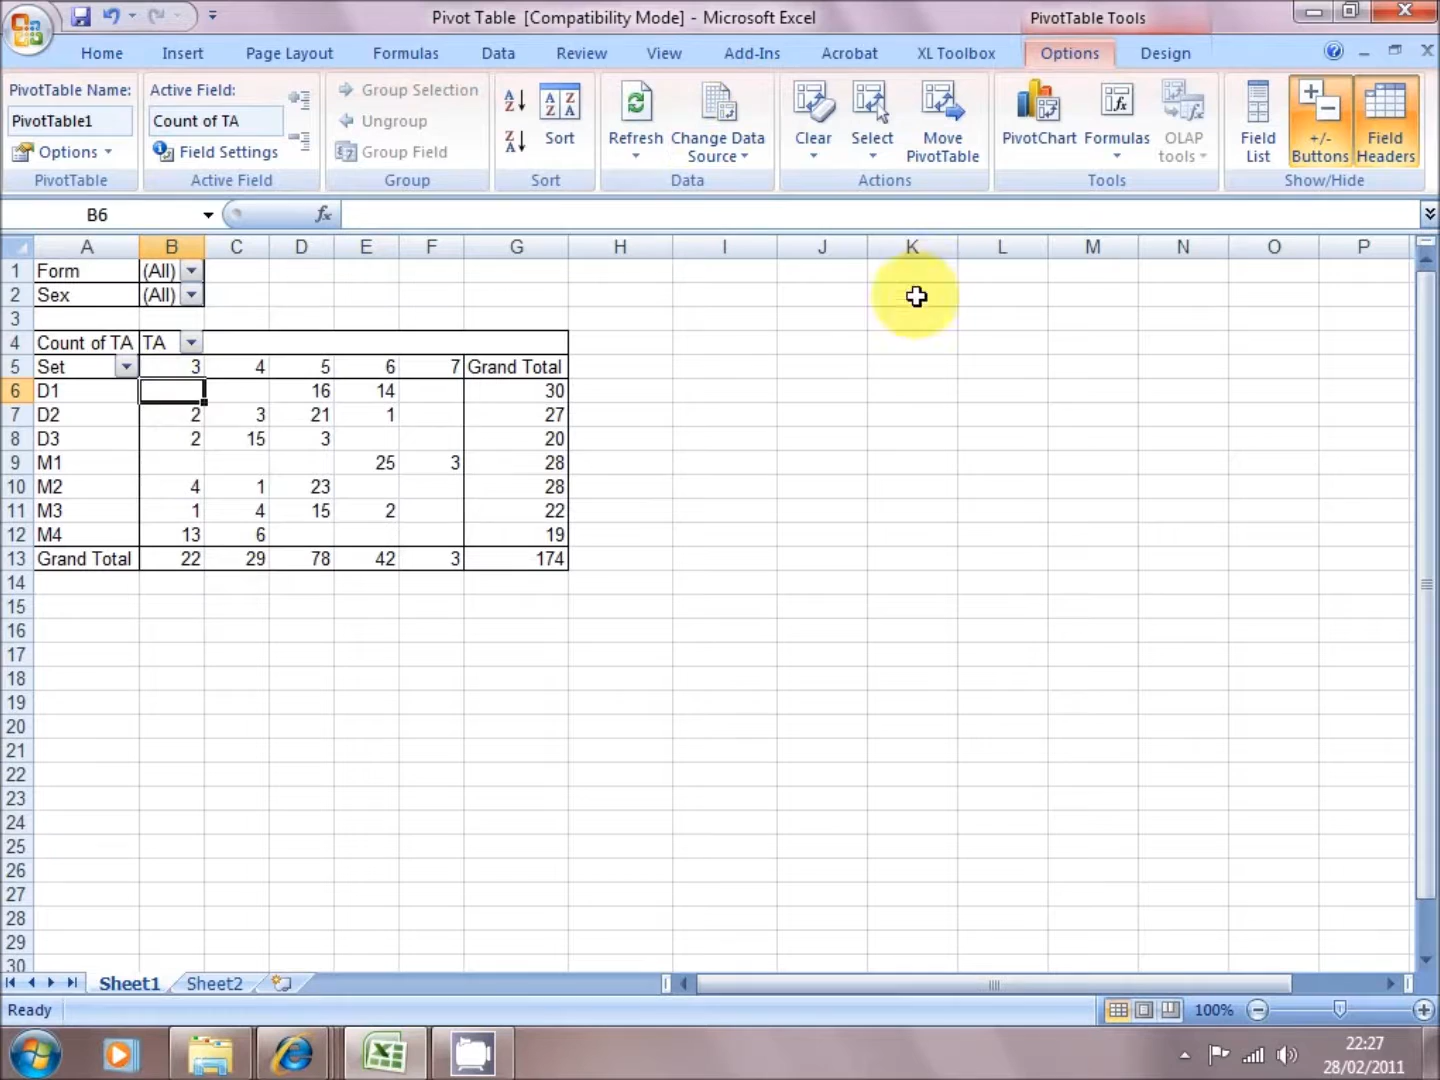 Pivot Table [Compatibility Mode] - Microsoft Excel
PivotTable Tools
Home Insert Page Layout Formulas Data Review View Add-Ins Acrobat XL Toolbox Options Design
PivotTable Name:
PivotTable1
Options
PivotTable
Active Field:
Count of TA
Field Settings
Active Field
Group Selection
Ungroup
Group Field
Group
Sort
Sort
Refresh
Change Data Source
Data
Clear
Select
Move PivotTable
Actions
PivotChart
Formulas
OLAP tools
Tools
Field List
+/- Buttons
Field Headers
Show/Hide
B6
fx
A B C D E F G H I J K L M N O P
1 Form (All)
2 Sex (All)
3
4 Count of TA TA
5 Set 3 4 5 6 7 Grand Total
6 D1 16 14 30
7 D2 2 3 21 1 27
8 D3 2 15 3 20
9 M1 25 3 28
10 M2 4 1 23 28
11 M3 1 4 15 2 22
12 M4 13 6 19
13 Grand Total 22 29 78 42 3 174
14
15
16
17
18
19
20
21
22
23
24
25
26
27
28
29
30
Sheet1 Sheet2
Ready
100%
22:27
28/02/2011